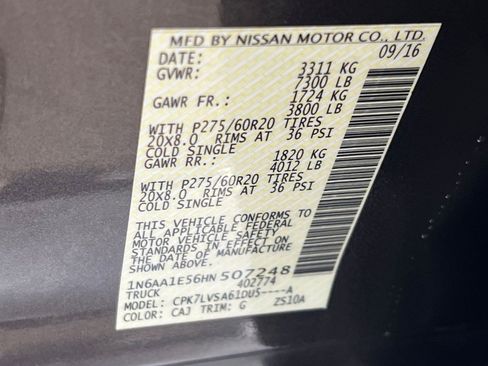 MFD BY NISSAN MOTOR CO., LTD.
DATE: 09/16
GVWR: 3311 KG
7300 LB
GAWR FR.: 1724 KG
3800 LB
WITH P275/60R20 TIRES
20X8.0 RIMS AT 36 PSI
COLD SINGLE
GAWR RR.: 1820 KG
4012 LB
WITH P275/60R20 TIRES
20X8.0 RIMS AT 36 PSI
COLD SINGLE
THIS VEHICLE CONFORMS TO
ALL APPLICABLE FEDERAL
MOTOR VEHICLE SAFETY
STANDARDS IN EFFECT ON
THE DATE OF MANUFACTURE
SHOWN ABOVE.
1N6AA1E56HN507248
TRUCK 402774
MODEL: CPK7LVSA61DU5----A
COLOR: CAJ TRIM: G ZS10A